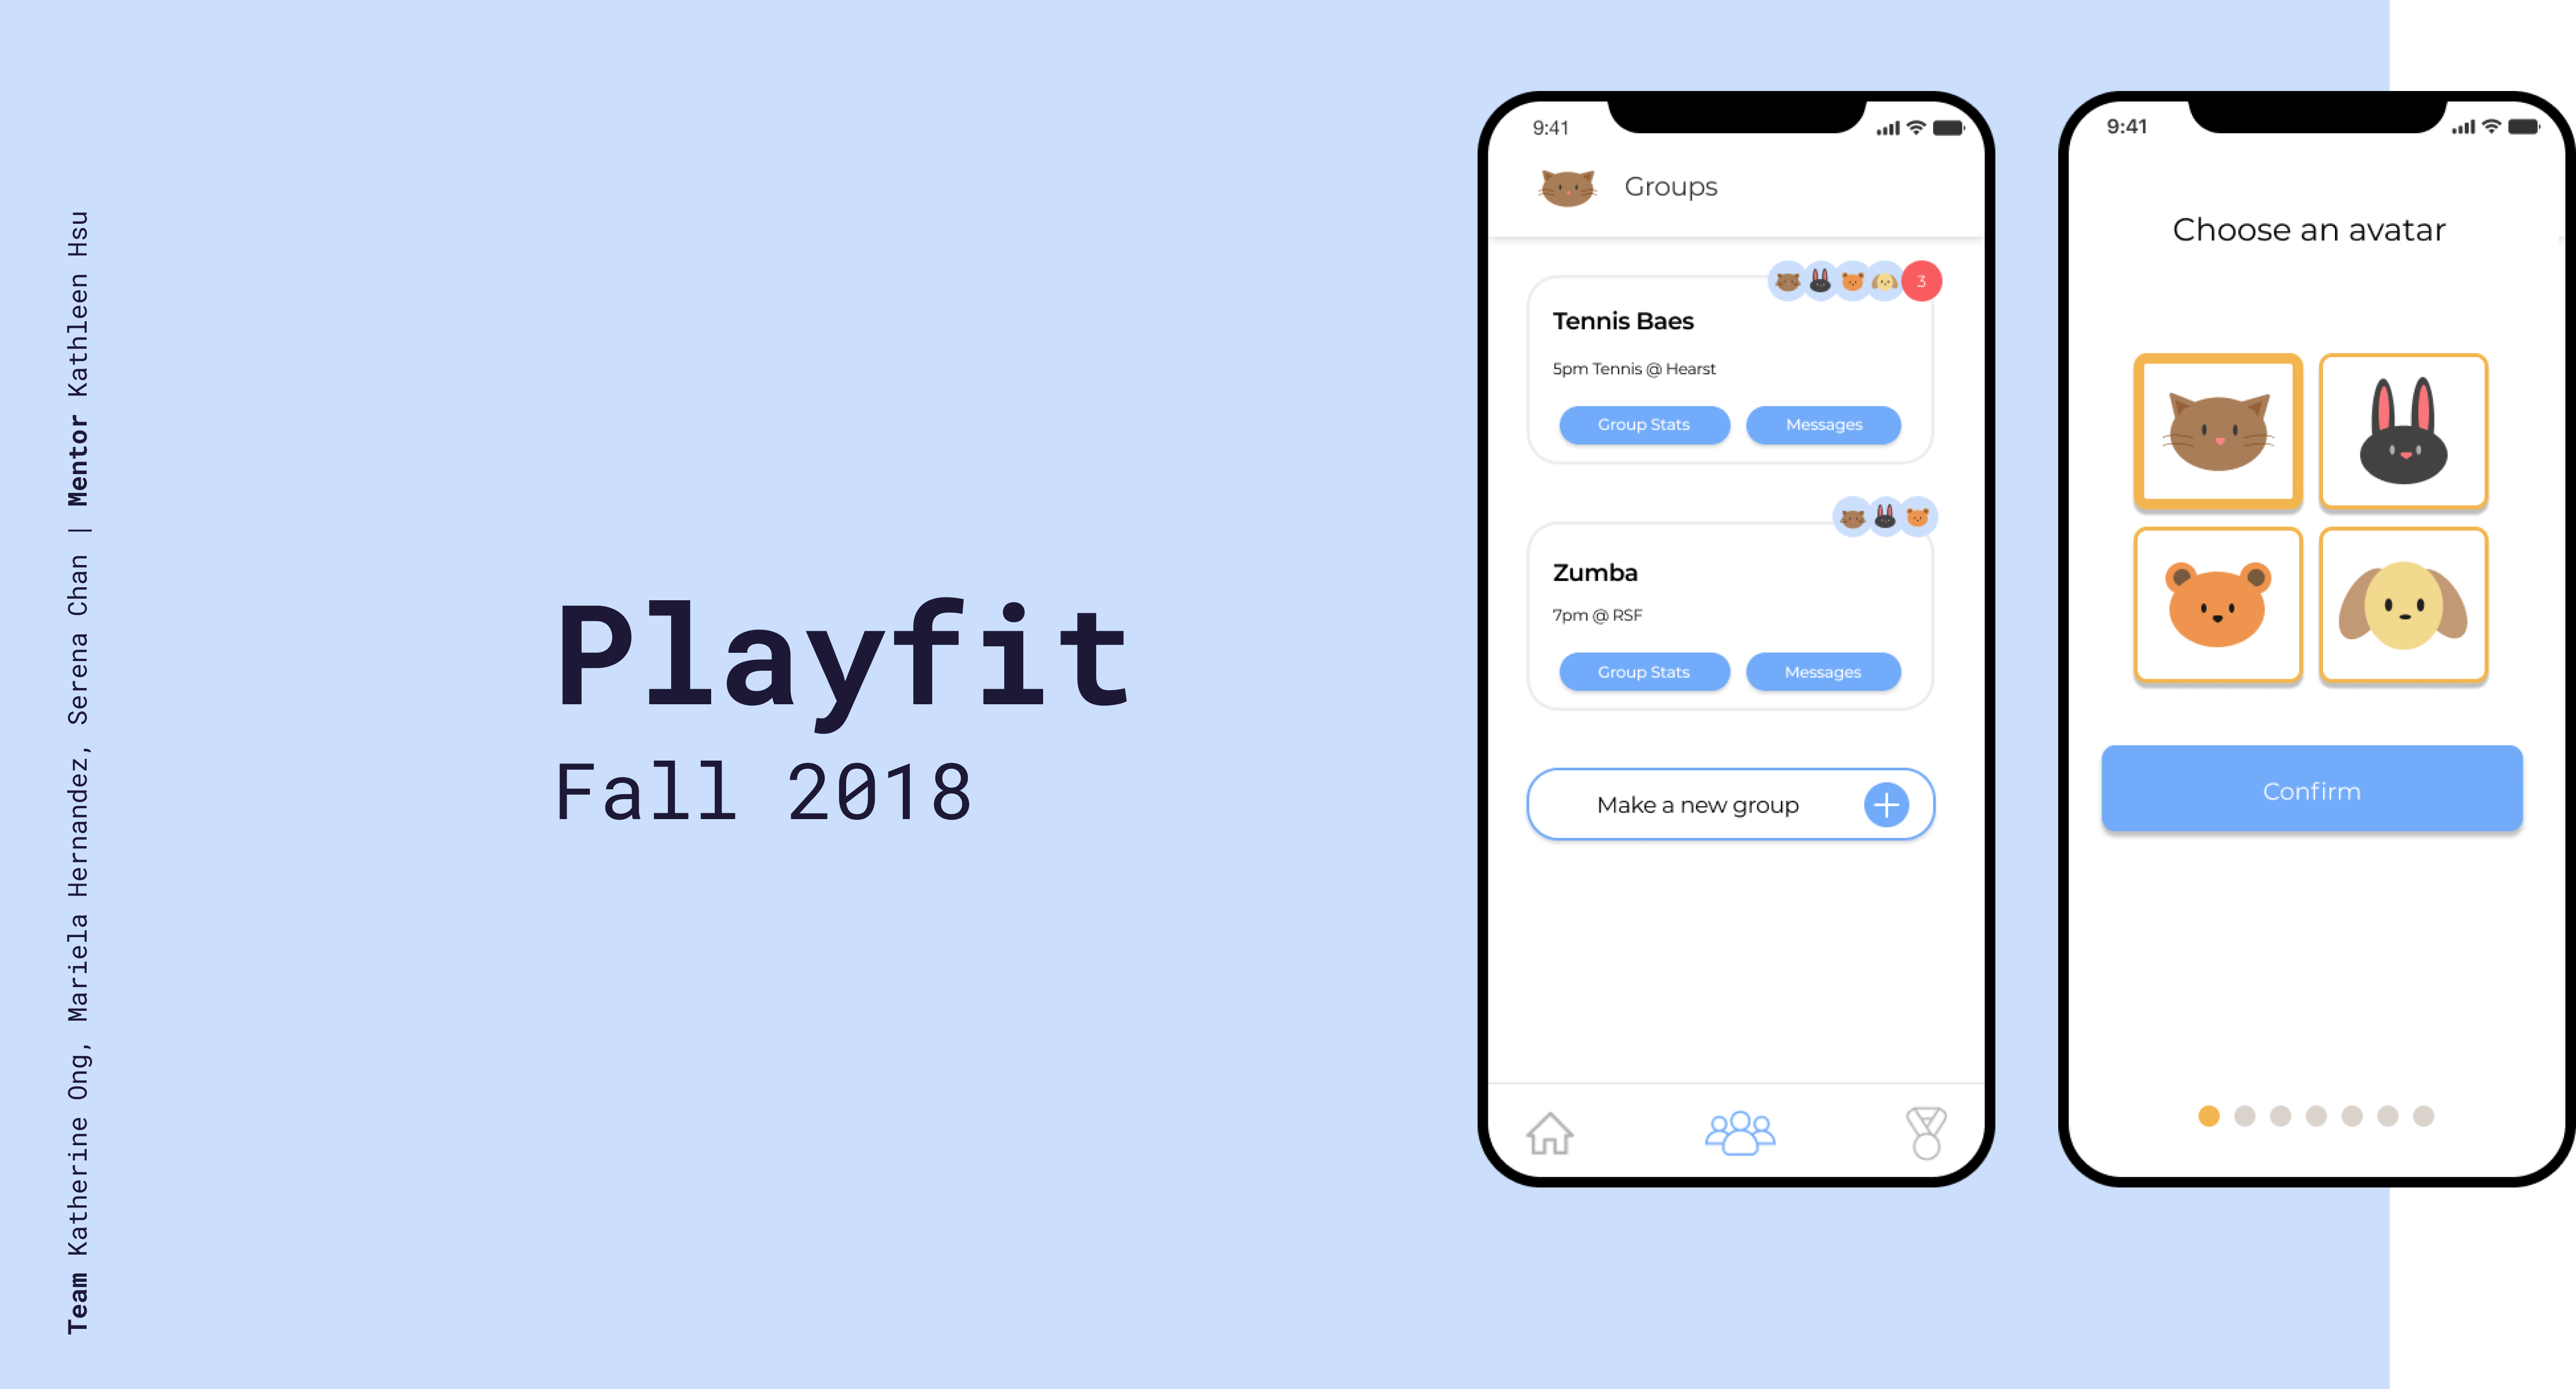 Team Katherine Ong, Mariela Hernandez, Serena Chan | Mentor Kathleen Hsu
Playfit
Fall 2018
9:41
Groups
3
Tennis Baes
5pm Tennis @ Hearst
Group Stats
Messages
Zumba
7pm @ RSF
Group Stats
Messages
Make a new group
9:41
Choose an avatar
Confirm